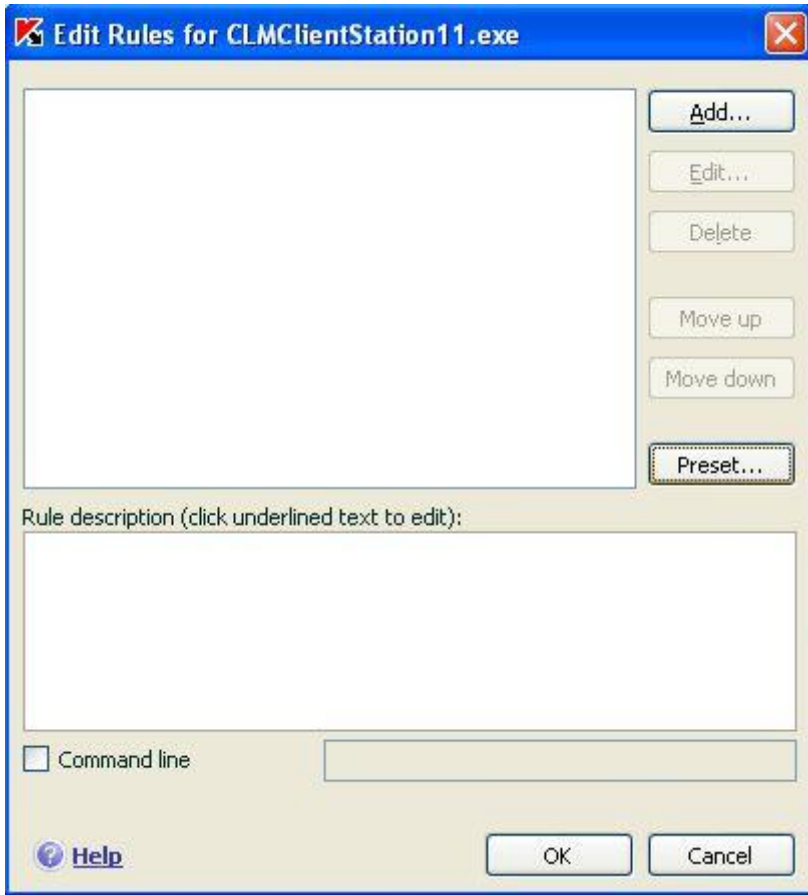 Edit Rules for CLMClientStation11.exe
Add...
Edit...
Delete
Move up
Move down
Preset...
Rule description (click underlined text to edit):
Command line
Help
OK
Cancel